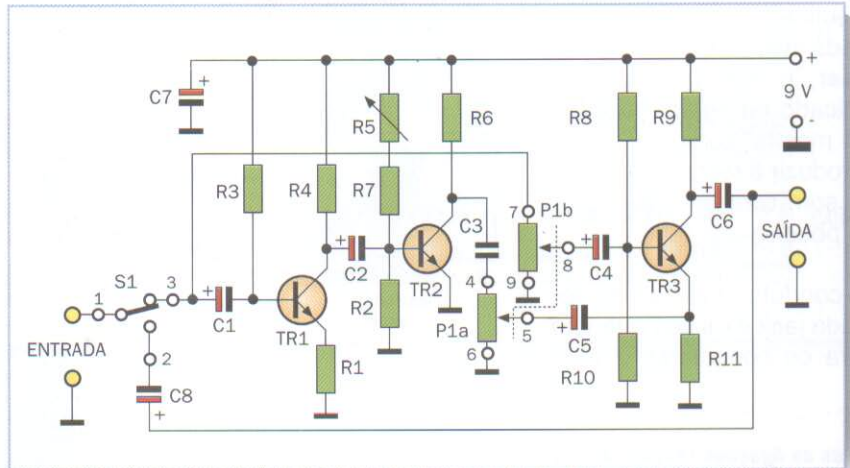 +
C7
+
9 V
-
R5
R6
R8
R9
R3
R4
R7
7
P1b
+
C6
SAÍDA
C3
8
+
C4
S1
3
+
C2
TR2
4
9
TR3
1
+
C1
TR1
R2
P1a
5
+
C5
ENTRADA
2
6
R1
R10
R11
C8
+